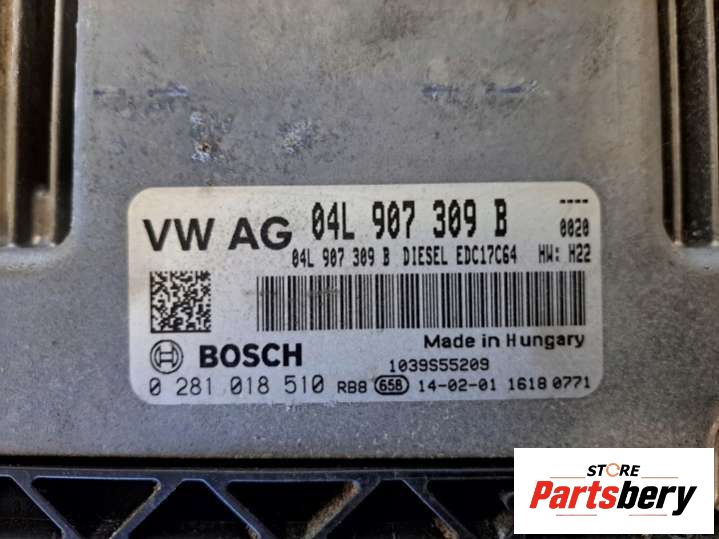 VW AG 04L 907 309 B ----
0020
04L 907 309 B DIESEL EDC17C64 HW: H22
Made in Hungary
BOSCH 1039S55209
0 281 018 510 RB8 658 14-02-01 1618 0771
STORE
Partsbery